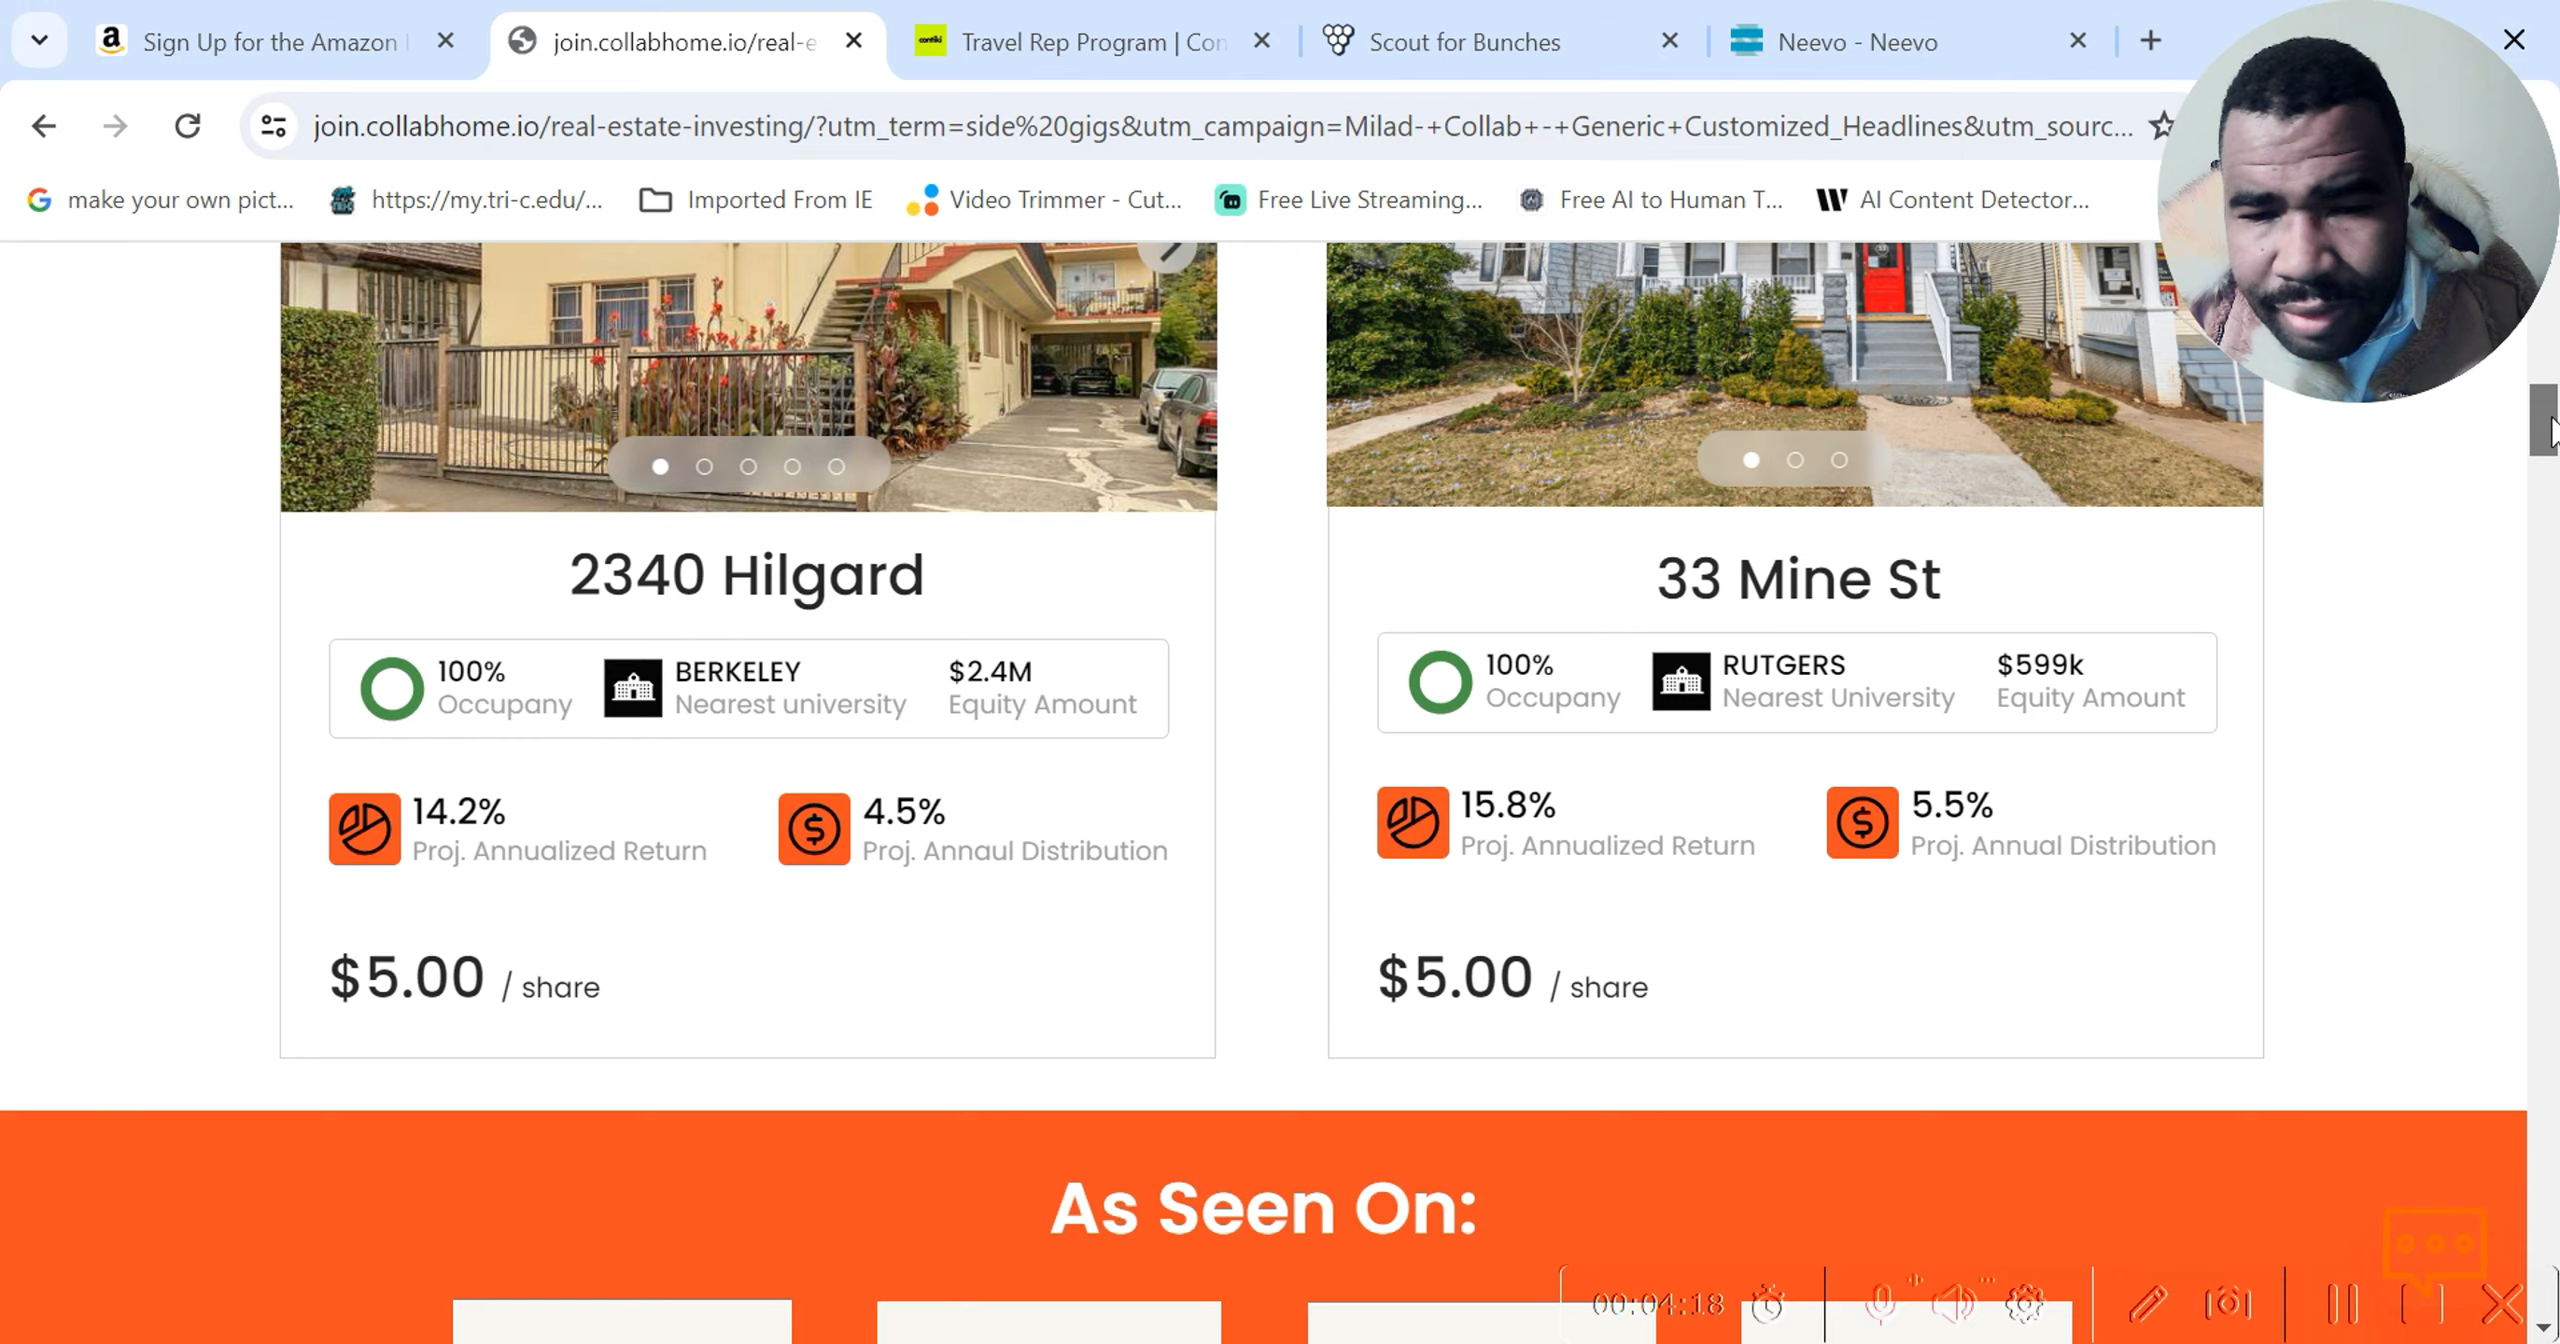 Sign Up for the Amazon
join.collabhome.io/real-e
contiki
Travel Rep Program | Con
Scout for Bunches
Neevo - Neevo
join.collabhome.io/real-estate-investing/?utm_term=side%20gigs&utm_campaign=Milad-+Collab+-+Generic+Customized_Headlines&utm_sourc...
make your own pict...
https://my.tri-c.edu/...
Imported From IE
Video Trimmer - Cut...
Free Live Streaming...
Free AI to Human T...
AI Content Detector...
2340 Hilgard
100%
Occupany
BERKELEY
Nearest university
$2.4M
Equity Amount
14.2%
Proj. Annualized Return
4.5%
Proj. Annaul Distribution
$5.00 / share
33 Mine St
100%
Occupany
RUTGERS
Nearest University
$599k
Equity Amount
15.8%
Proj. Annualized Return
5.5%
Proj. Annual Distribution
$5.00 / share
As Seen On:
00:04:18